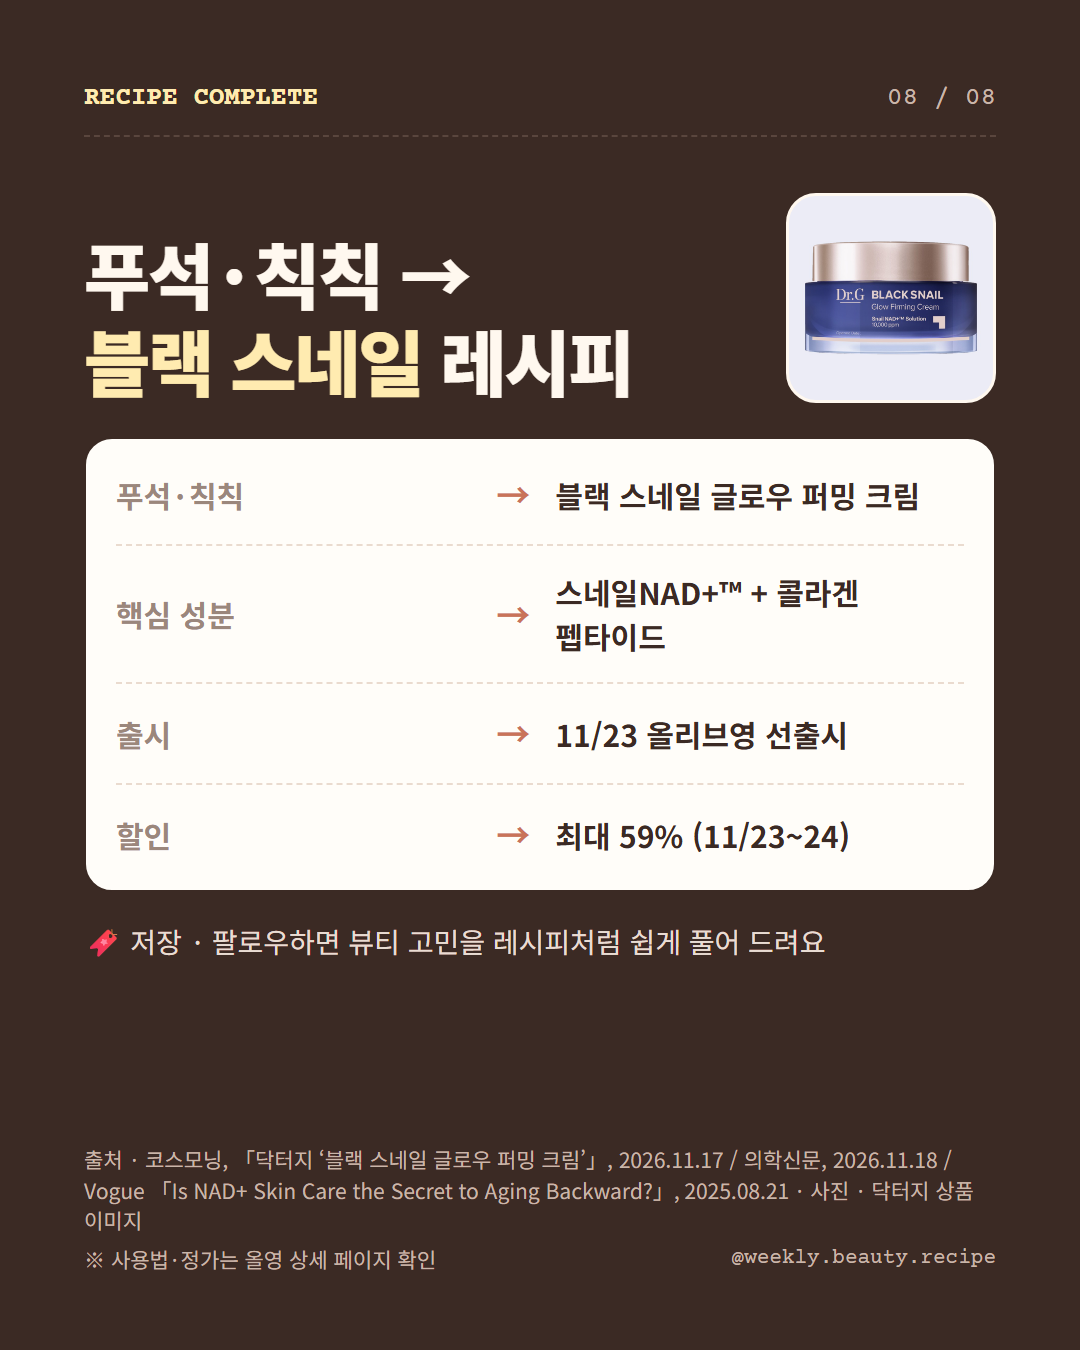 RECIPE COMPLETE
08 / 08
푸석·칙칙 →
블랙 스네일 레시피
Dr.G BLACK SNAIL
Glow Firming Cream
Snail NAD+™ Solution
10,000 ppm
푸석·칙칙 → 블랙 스네일 글로우 퍼밍 크림
핵심 성분 → 스네일NAD+™ + 콜라겐
펩타이드
출시 → 11/23 올리브영 선출시
할인 → 최대 59% (11/23~24)
저장 · 팔로우하면 뷰티 고민을 레시피처럼 쉽게 풀어 드려요
출처 · 코스모닝, 「닥터지 ‘블랙 스네일 글로우 퍼밍 크림’」, 2026.11.17 / 의학신문, 2026.11.18 /
Vogue 「Is NAD+ Skin Care the Secret to Aging Backward?」, 2025.08.21 · 사진 · 닥터지 상품
이미지
※ 사용법·정가는 올영 상세 페이지 확인
@weekly.beauty.recipe